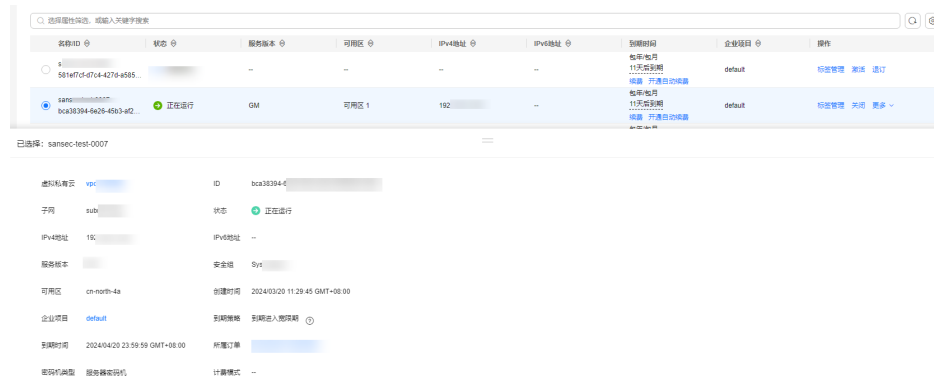 选择属性筛选，或输入关键字搜索
名称/ID 状态 服务版本 可用区 IPv4地址 IPv6地址 到期时间 企业项目 操作
s
581ef7cf-d7c4-427d-a585... -- -- -- -- 包年/包月 11天后到期 续费 开通自动续费 default 标签管理 激活 退订
sans
bca38394-6e26-45b3-af2... 正在运行 GM 可用区 1 192 -- 包年/包月 11天后到期 续费 开通自动续费 default 标签管理 关闭 更多
已选择：sansec-test-0007
虚拟私有云 vpc ID bca38394-6
子网 sub 状态 正在运行
IPv4地址 192 IPv6地址 --
服务版本 安全组 Sys
可用区 cn-north-4a 创建时间 2024/03/20 11:29:45 GMT+08:00
企业项目 default 到期策略 到期进入宽限期
到期时间 2024/04/20 23:59:59 GMT+08:00 所属订单
密码机类型 服务器密码机 计费模式 --